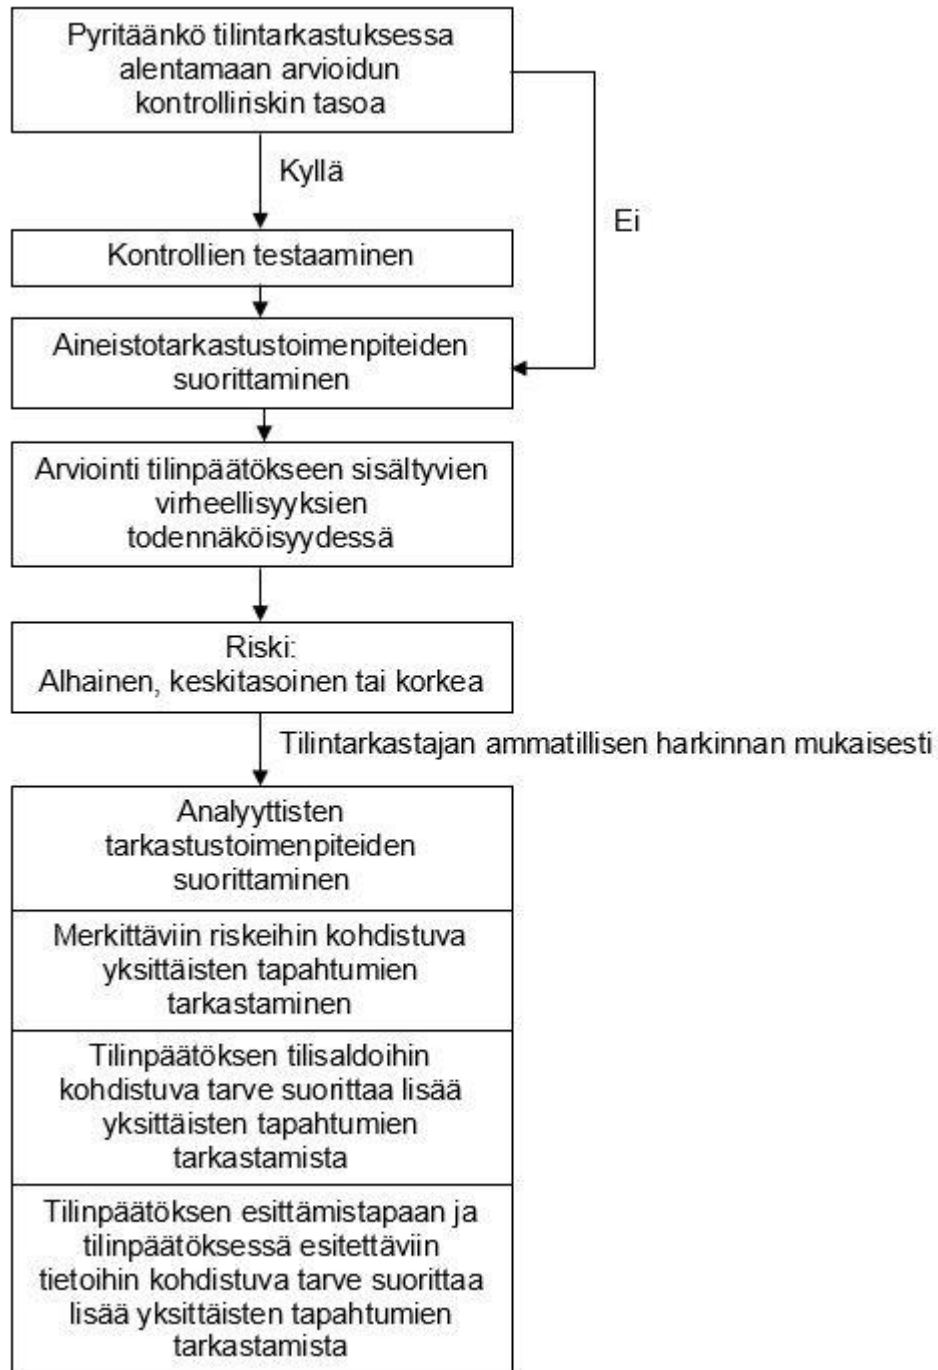 Pyritäänkö tilintarkastuksessa
alentamaan arvioidun
kontrolliriskin tasoa
Kyllä
Ei
Kontrollien testaaminen
Aineistotarkastustoimenpiteiden
suorittaminen
Arviointi tilinpäätökseen sisältyvien
virheellisyyksien
todennäköisyydessä
Riski:
Alhainen, keskitasoinen tai korkea
Tilintarkastajan ammatillisen harkinnan mukaisesti
Analyyttisten
tarkastustoimenpiteiden
suorittaminen
Merkittäviin riskeihin kohdistuva
yksittäisten tapahtumien
tarkastaminen
Tilinpäätöksen tilisaldoihin
kohdistuva tarve suorittaa lisää
yksittäisten tapahtumien
tarkastamista
Tilinpäätöksen esittämistapaan ja
tilinpäätöksessä esitettäviin
tietoihin kohdistuva tarve suorittaa
lisää yksittäisten tapahtumien
tarkastamista